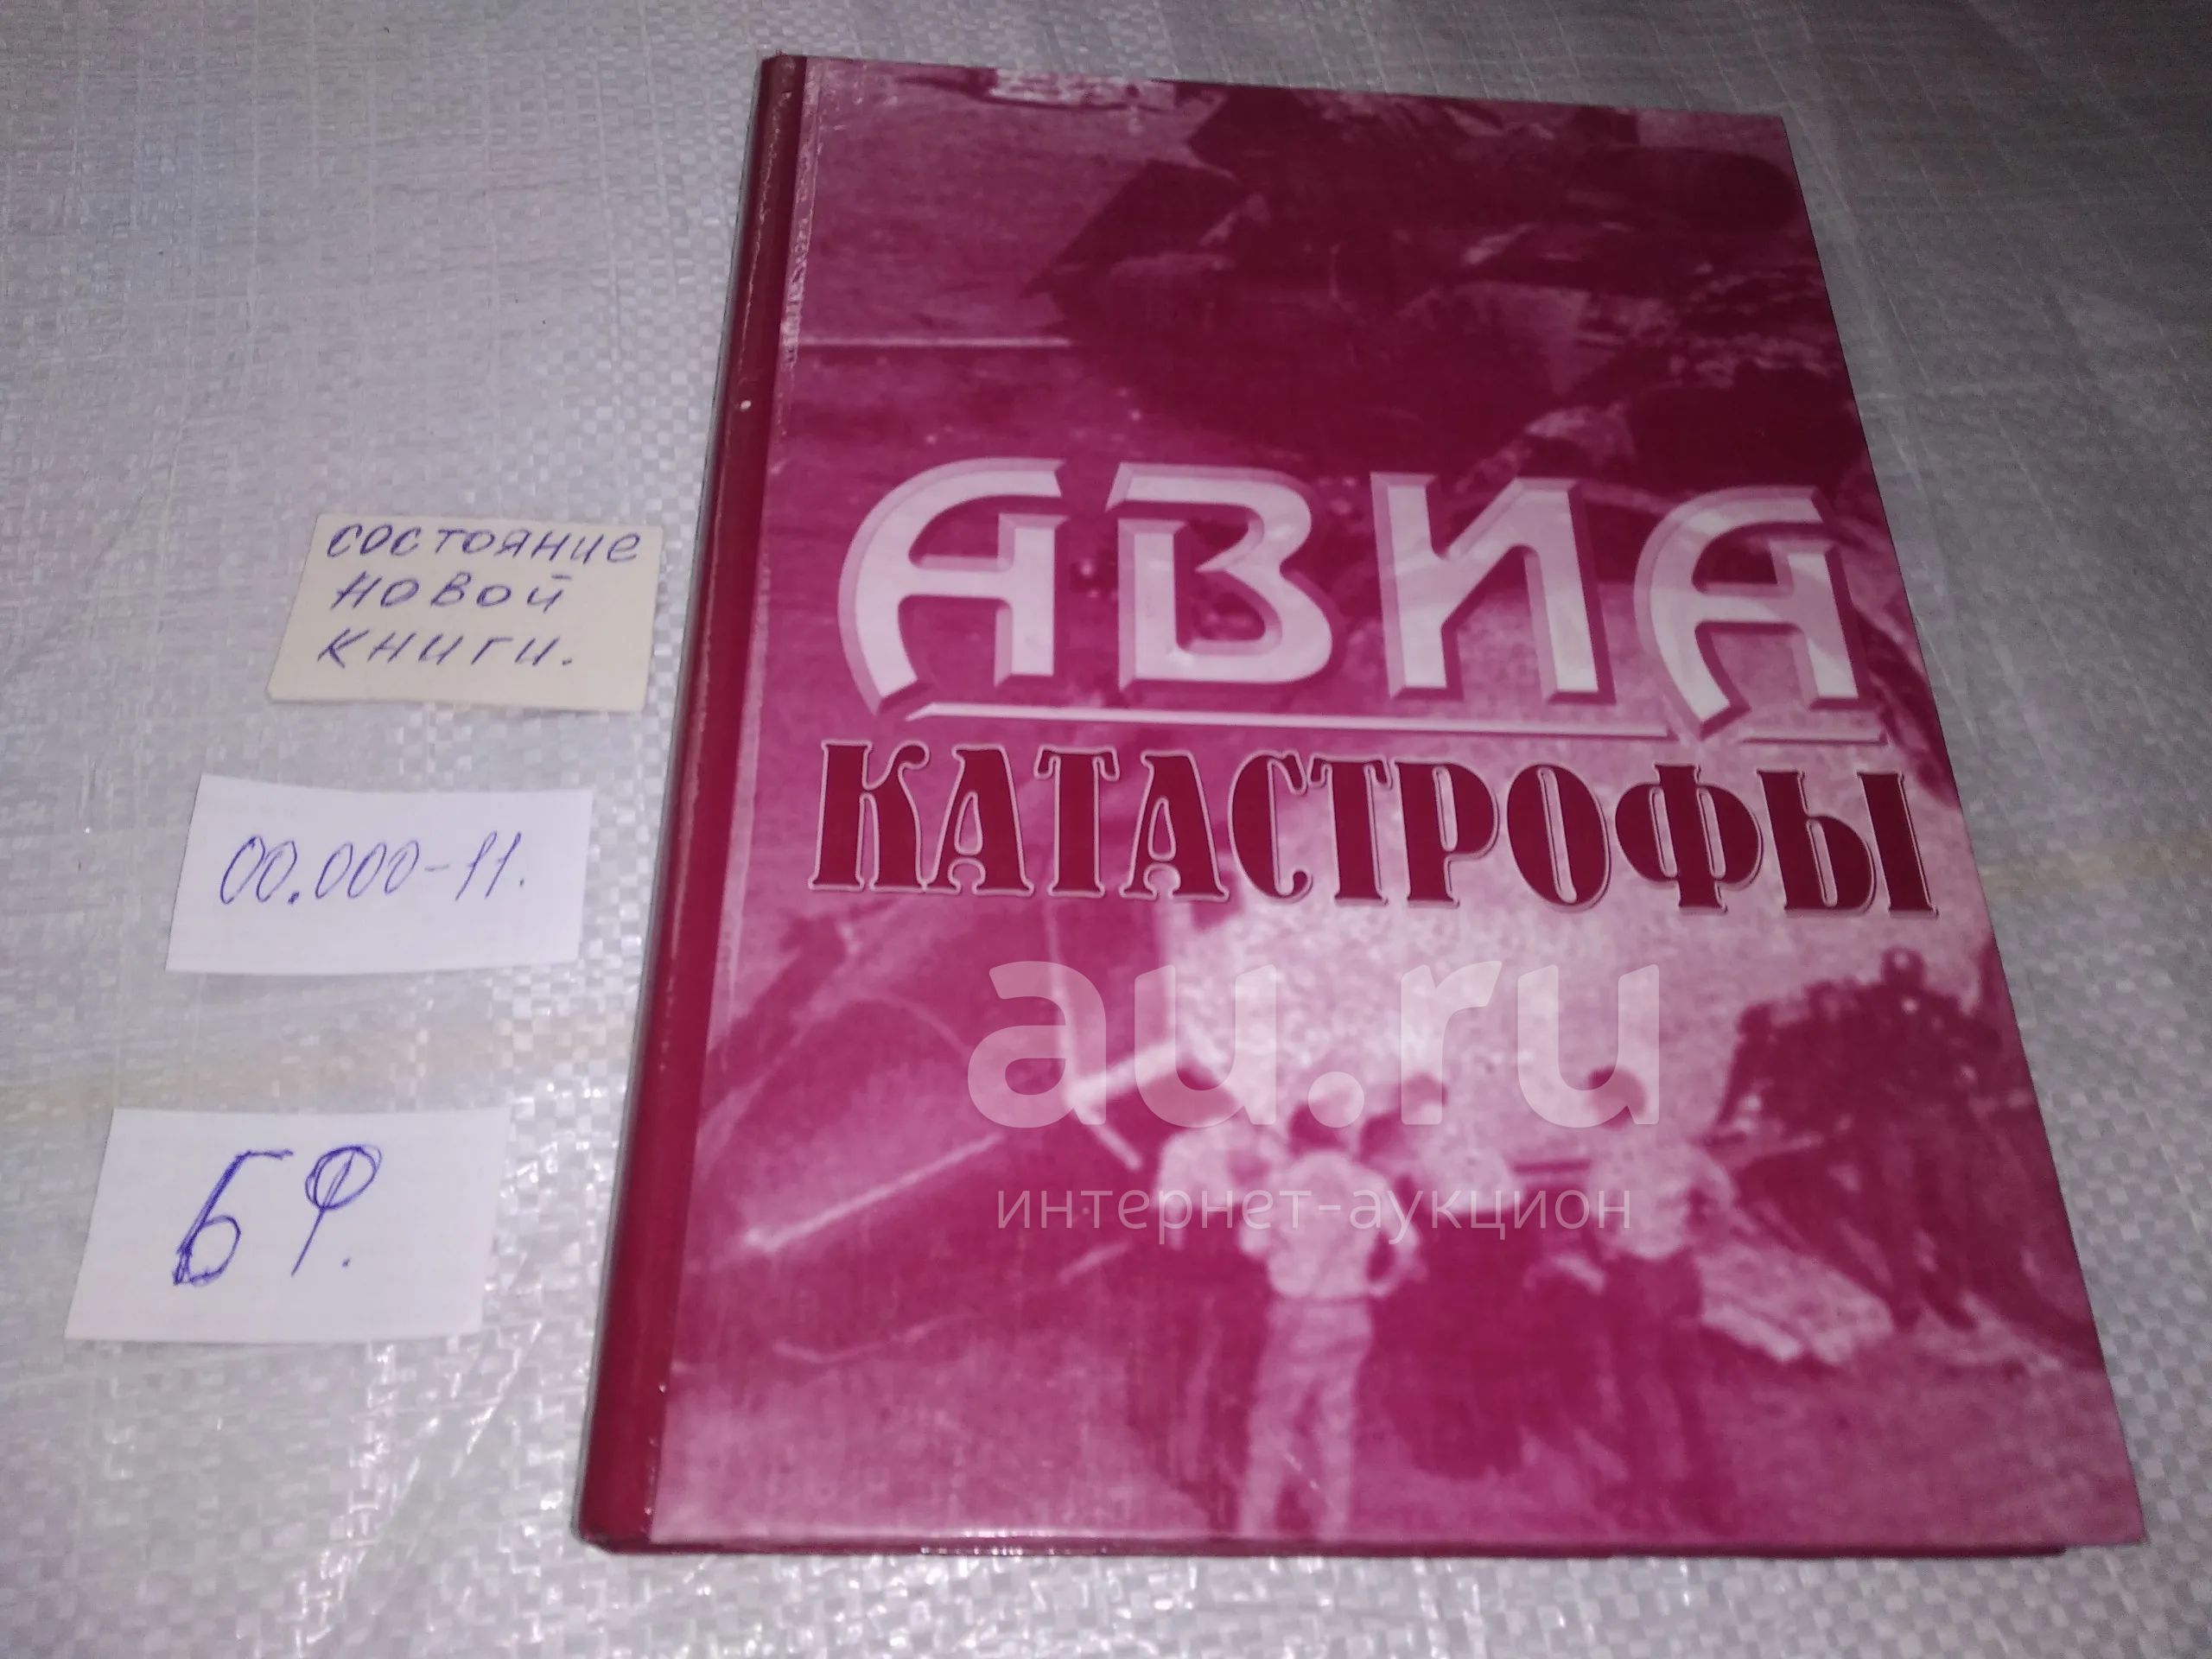 состояние
новой
книги.
00.000-11.
БФ.
АВИА
КАТАСТРОФЫ
au.ru
интернет-аукцион